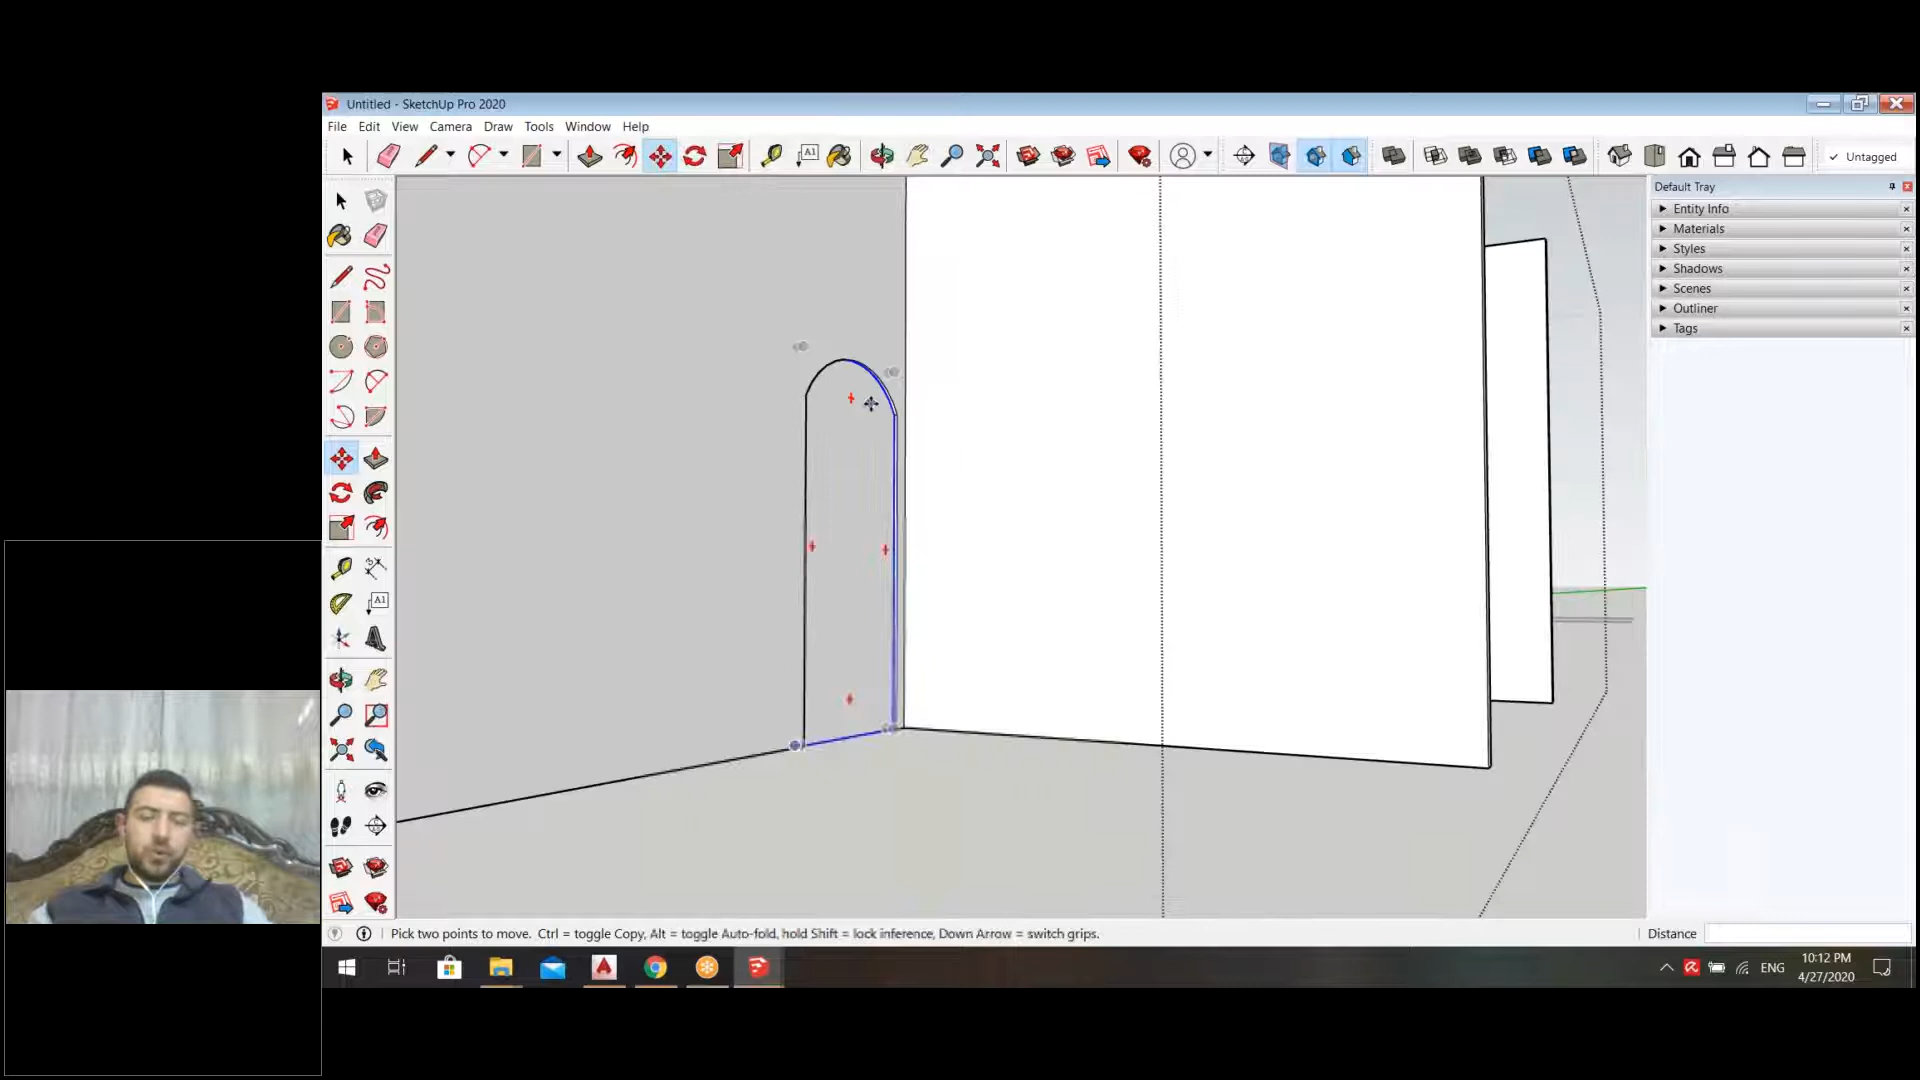 Untitled - SketchUp Pro 2020
File Edit View Camera Draw Tools Window Help
A1
Untagged
Default Tray
Entity Info
Materials
Styles
Shadows
Scenes
Outliner
Tags
A1
Pick two points to move. Ctrl = toggle Copy, Alt = toggle Auto-fold, hold Shift = lock inference, Down Arrow = switch grips.
Distance
ENG
10:12 PM
4/27/2020